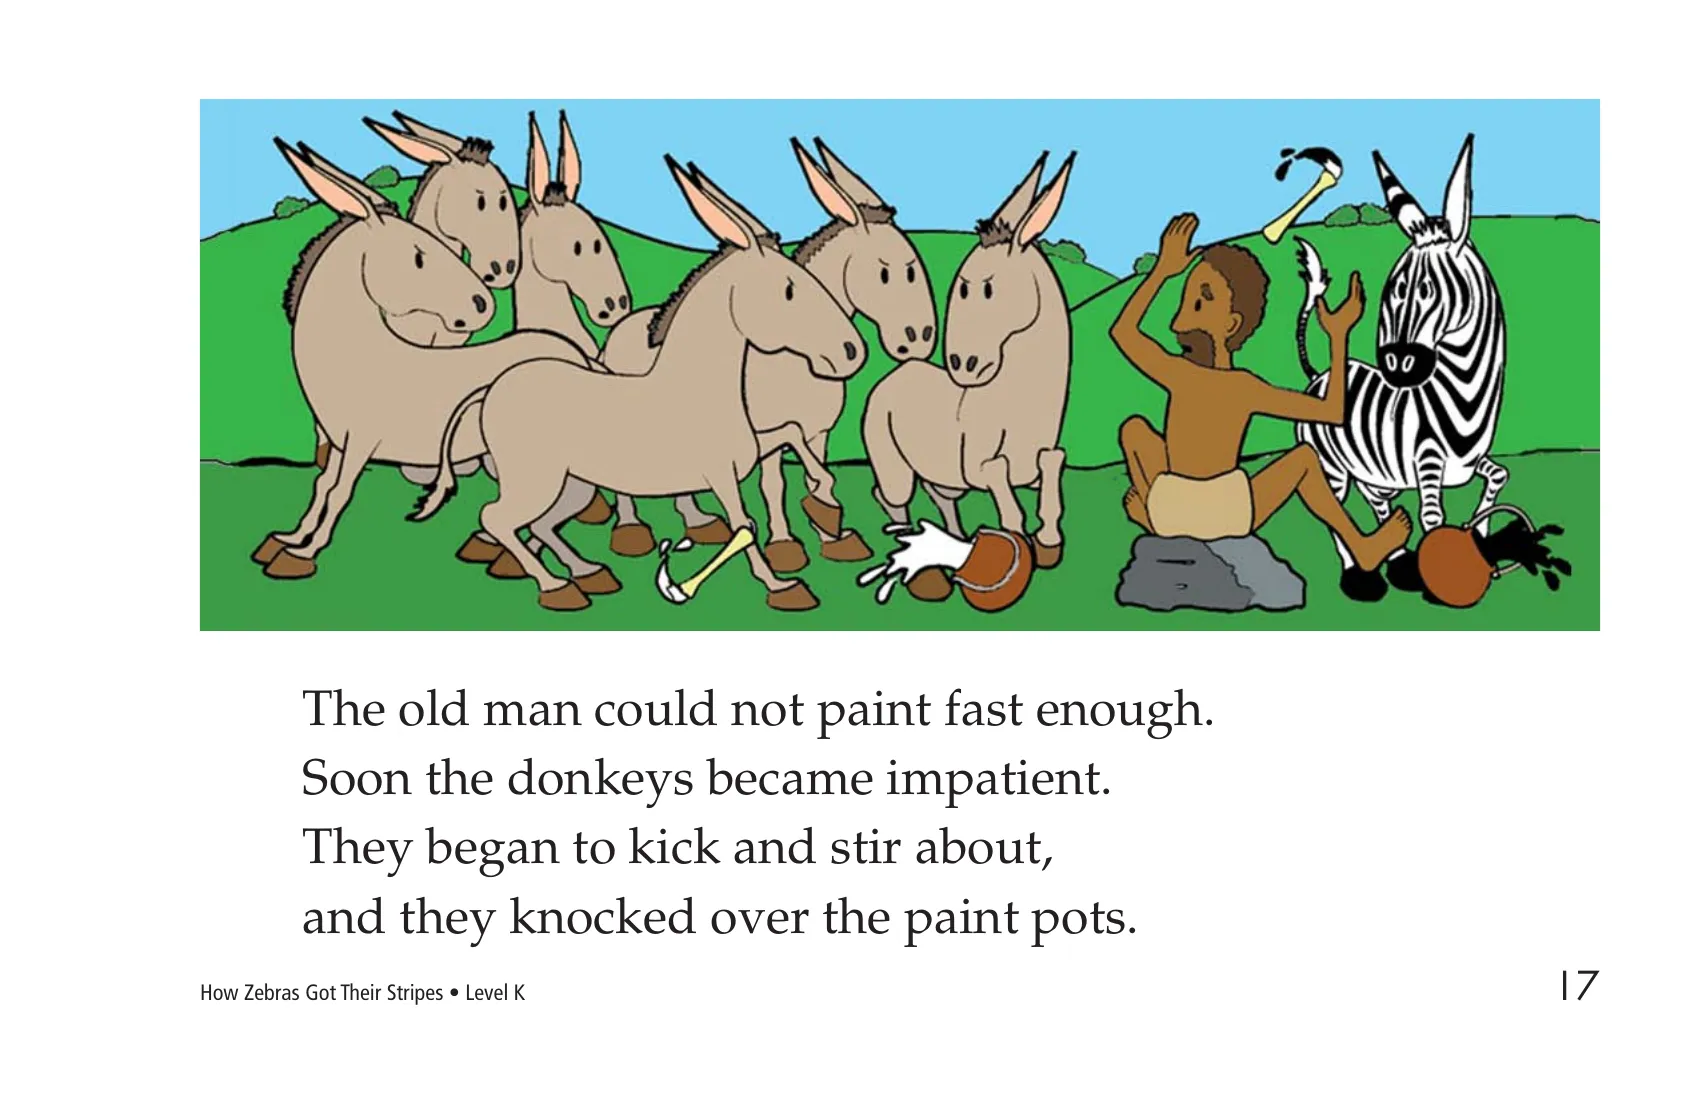 The old man could not paint fast enough.
Soon the donkeys became impatient.
They began to kick and stir about,
and they knocked over the paint pots.
How Zebras Got Their Stripes • Level K
17